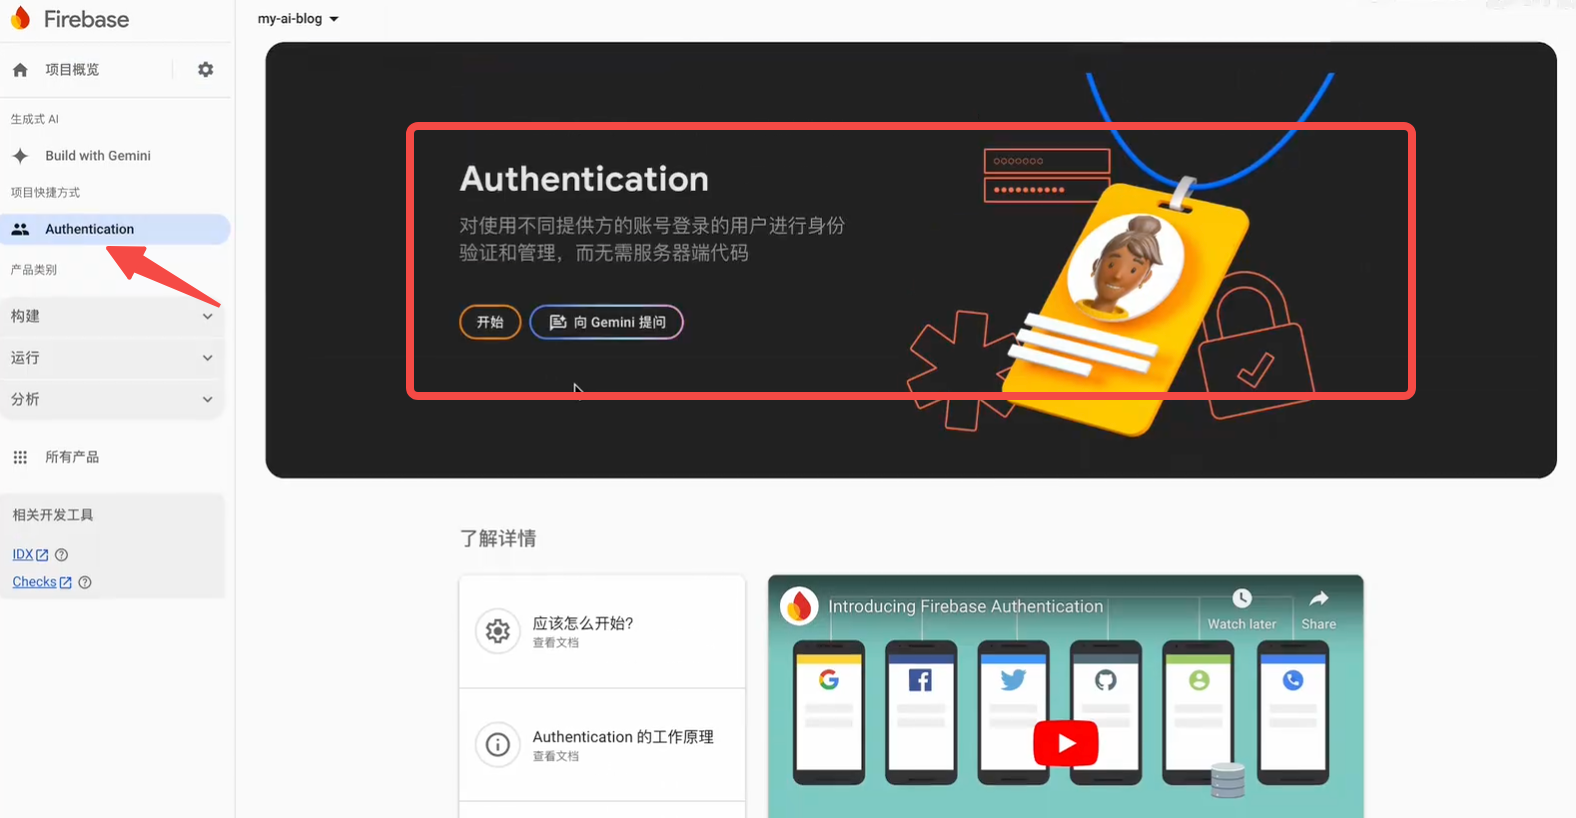 Firebase
my-ai-blog
项目概览
生成式 AI
Build with Gemini
项目快捷方式
Authentication
产品类别
构建
运行
分析
所有产品
相关开发工具
IDX
Checks
Authentication
对使用不同提供方的账号登录的用户进行身份
验证和管理，而无需服务器端代码
开始
向 Gemini 提问
了解详情
应该怎么开始?
查看文档
Authentication 的工作原理
查看文档
Introducing Firebase Authentication
Watch later
Share